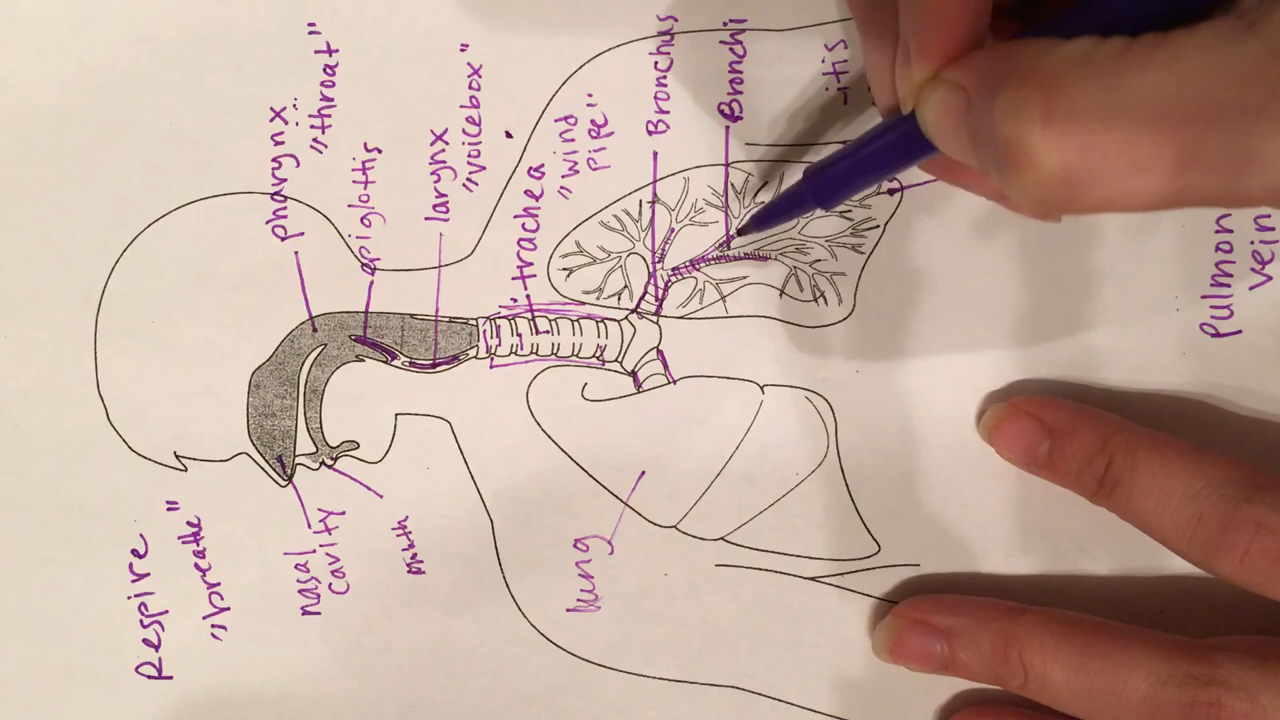 Respire
"breathe"
nasal
cavity
Mouth
pharynx
"throat"
epiglottis
larynx
"voicebox"
trachea
"wind
pipe"
Bronchus
Bronchi
-itis
lung
Pulmon
vein